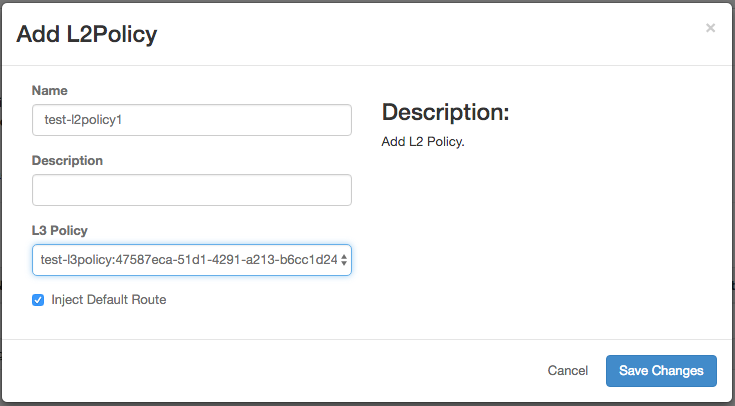 Add L2Policy
×
Name
test-l2policy1
Description
L3 Policy
test-l3policy:47587eca-51d1-4291-a213-b6cc1d24
Inject Default Route
Description:
Add L2 Policy.
Cancel
Save Changes